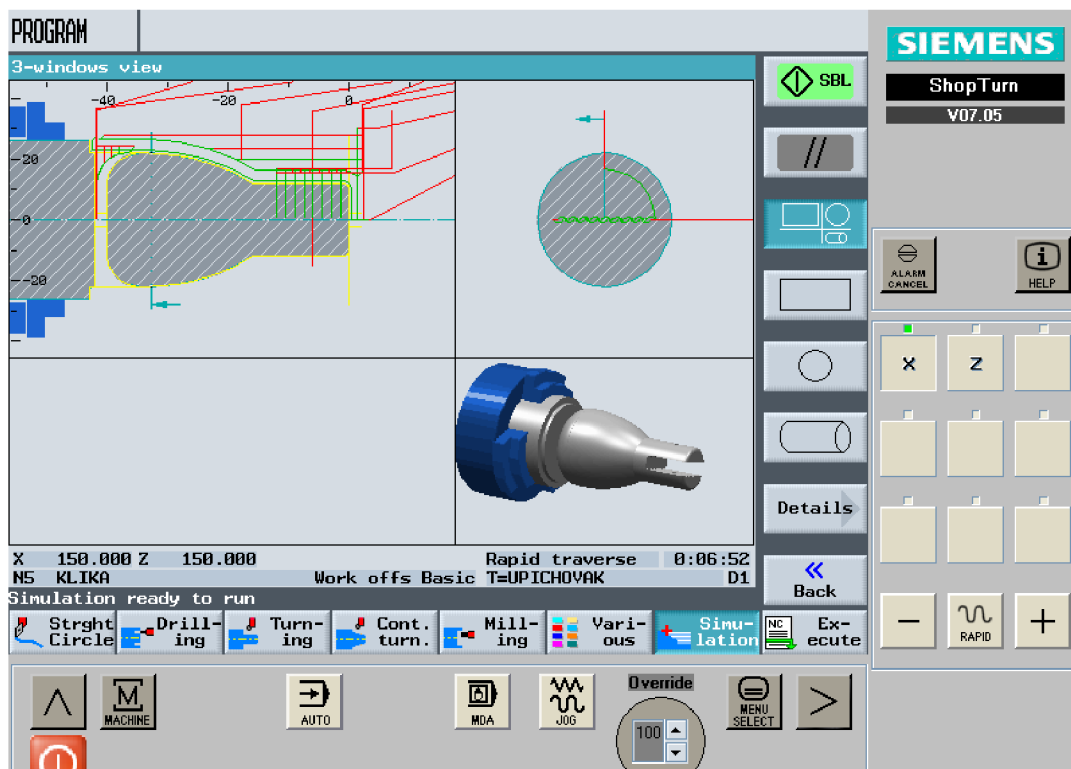 PROGRAM
3-windows view
-40
-20
0
-20
-0
--20
X 150.000 Z 150.000 Rapid traverse 0:06:52
N5 KLIKA Work offs Basic T=UPICHOVAK D1
Simulation ready to run
Strght Circle
Drill-ing
Turn-ing
Cont. turn.
Mill-ing
Vari-ous
Simu-lation
NC Ex-ecute
SBL
//
Details
Back
SIEMENS
ShopTurn
V07.05
ALARM
CANCEL
i
HELP
X
Z
RAPID
M
MACHINE
AUTO
MDA
JOG
Override
100
MENU
SELECT